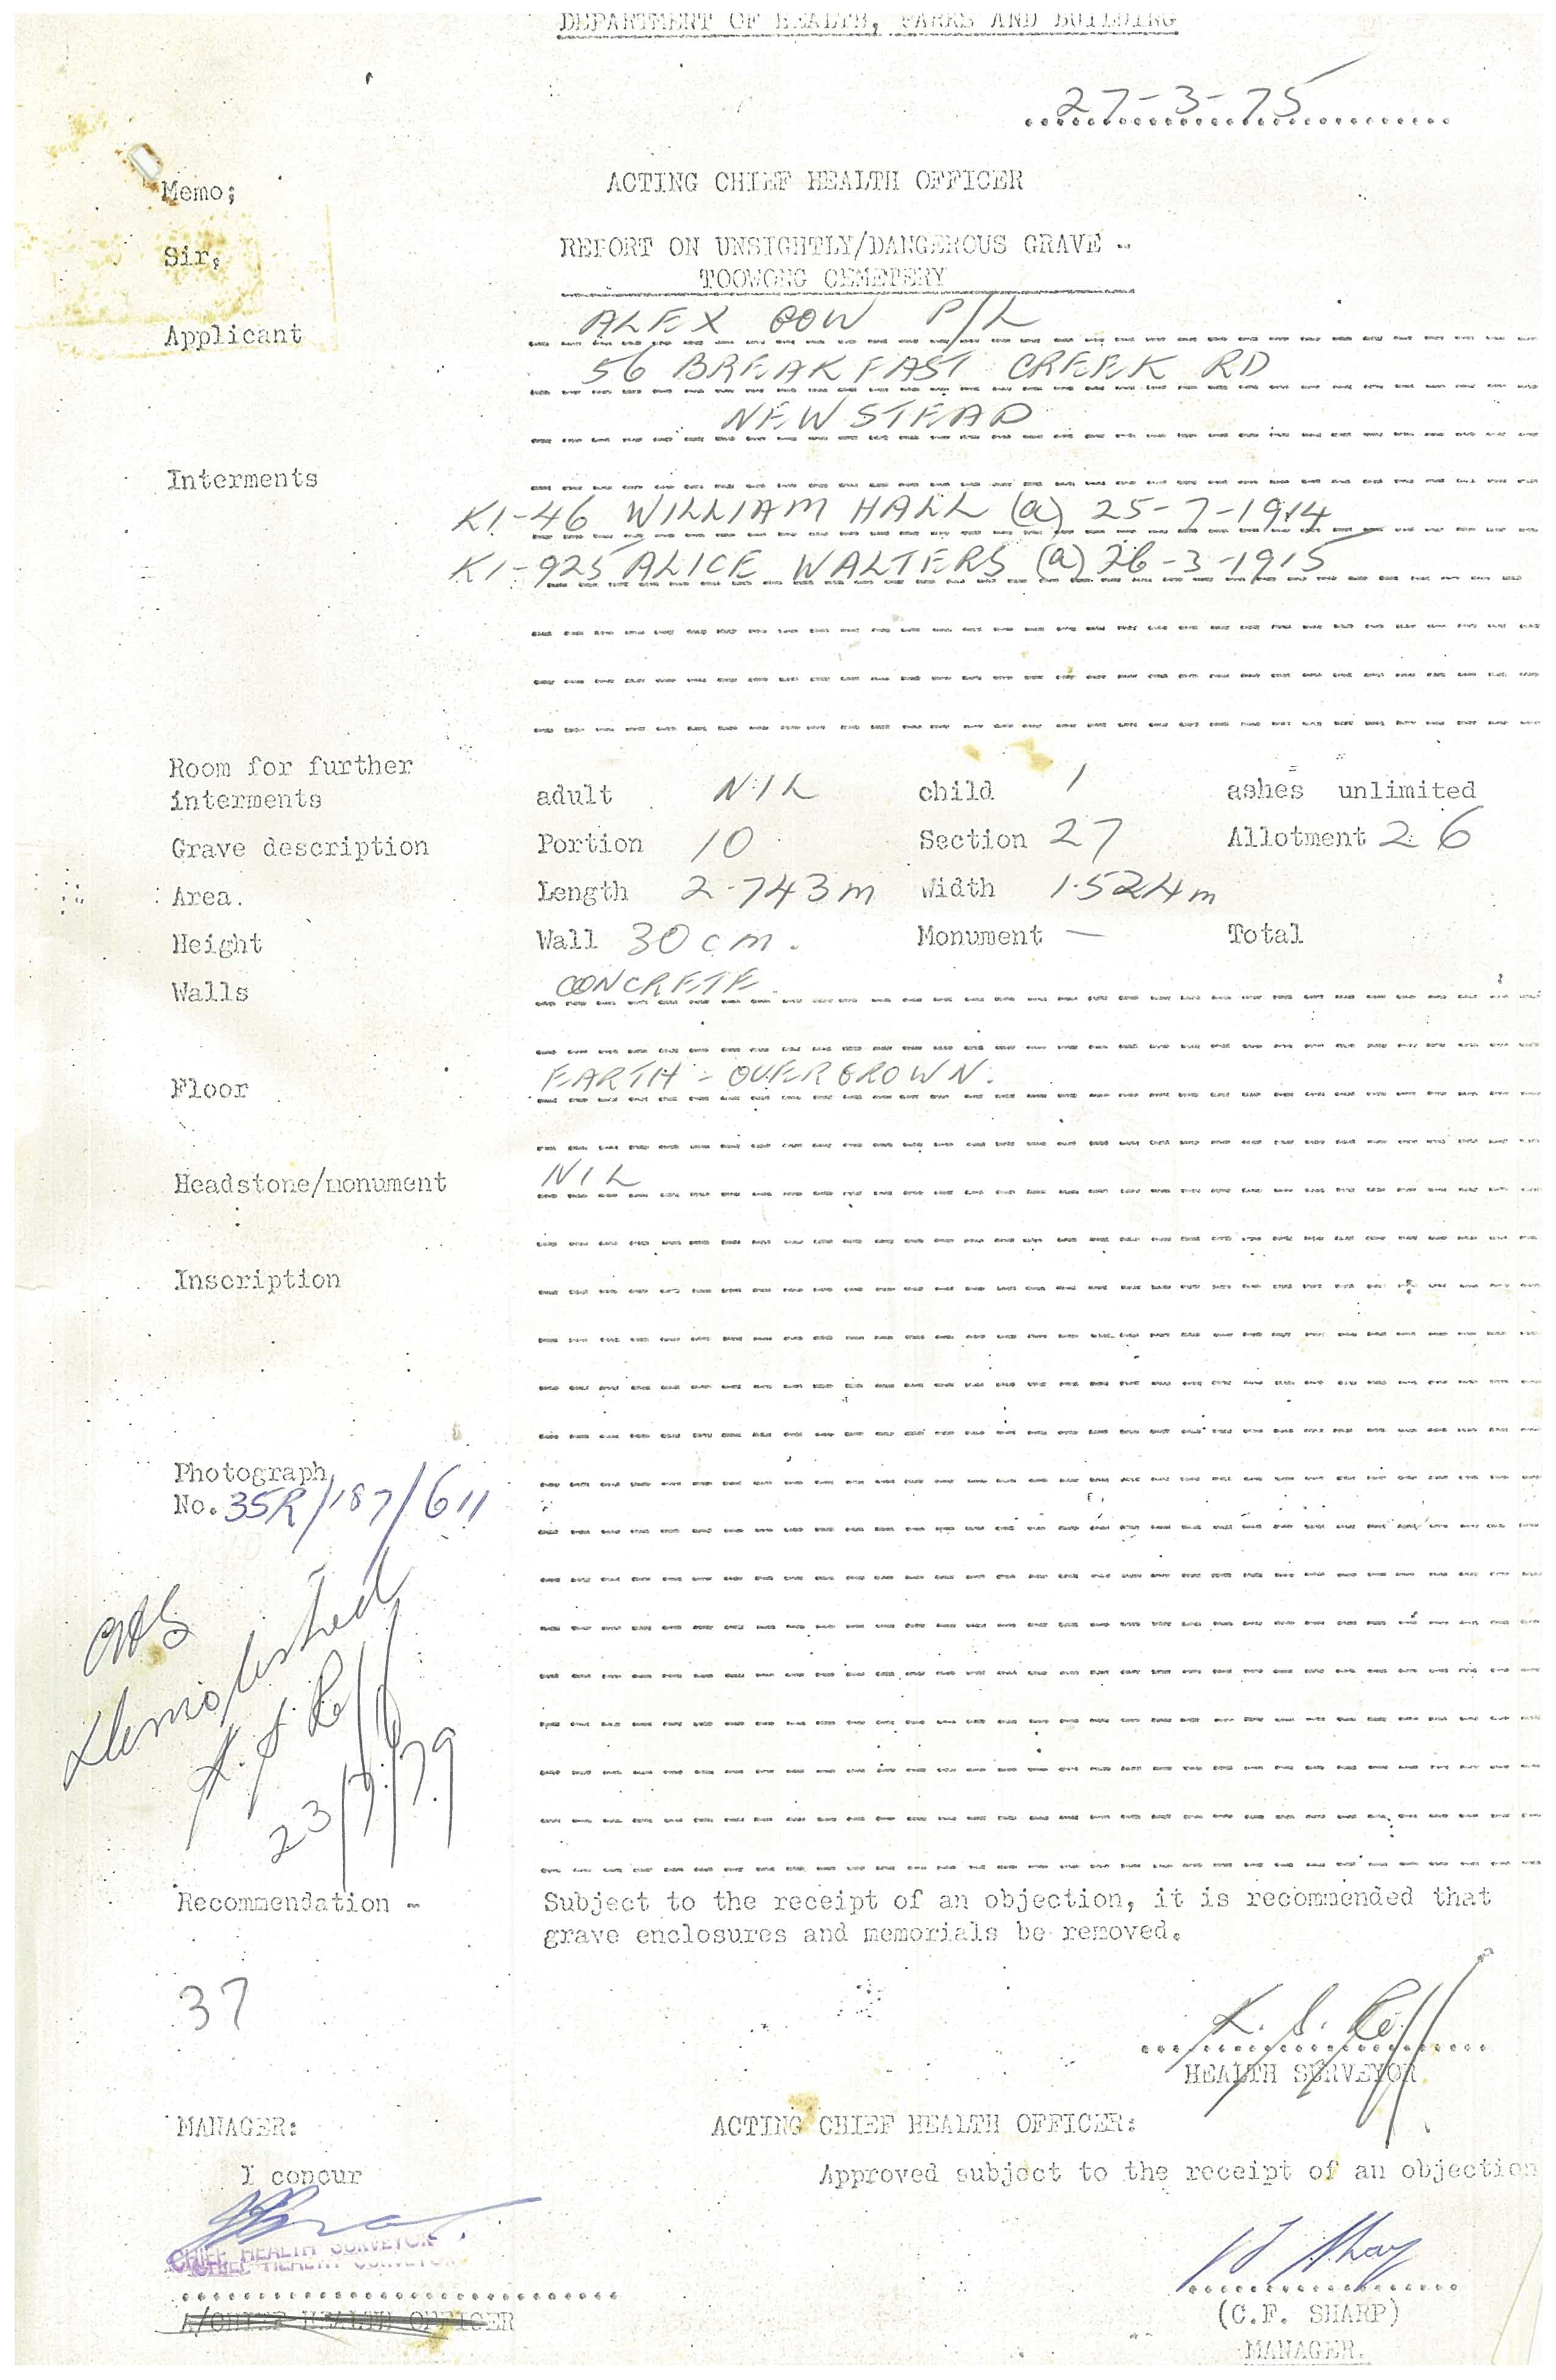 DEPARTMENT OF HEALTH, PARKS AND BUILDING
27-3-75
Memo; ACTING CHIEF HEALTH OFFICER
Sir, REPORT ON UNSIGHTLY/DANGEROUS GRAVE -
TOOWONG CEMETERY
Applicant ALEX GOW P/L
56 BREAKFAST CREEK RD
NEWSTEAD
Interments
K1-46 WILLIAM HALL (a) 25-7-1914
K1-925 ALICE WALTERS (a) 26-3-1915
Room for further
interments adult NIL child 1 ashes unlimited
Grave description Portion 10 Section 27 Allotment 26
Area. Length 2.743m Width 1.524m
Height Wall 30cm. Monument — Total
Walls CONCRETE.
Floor EARTH - OVERGROWN.
Headstone/monument NIL
Inscription
Photograph
No. 35R/187/611
Demolished
23/7/79
Recommendation - Subject to the receipt of an objection, it is recommended that
grave enclosures and memorials be removed.
37
HEALTH SURVEYOR
MANAGER: ACTING CHIEF HEALTH OFFICER:
I concur Approved subject to the receipt of an objection
CHIEF HEALTH SURVEYOR
A/CHIEF HEALTH OFFICER
(C.F. SHARP)
MANAGER.